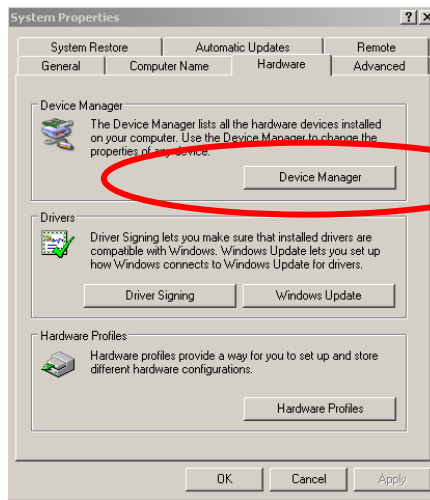 System Properties
System Restore Automatic Updates Remote
General Computer Name Hardware Advanced
Device Manager
The Device Manager lists all the hardware devices installed
on your computer. Use the Device Manager to change the
properties of any device.
Device Manager
Drivers
Driver Signing lets you make sure that installed drivers are
compatible with Windows. Windows Update lets you set up
how Windows connects to Windows Update for drivers.
Driver Signing Windows Update
Hardware Profiles
Hardware profiles provide a way for you to set up and store
different hardware configurations.
Hardware Profiles
OK Cancel Apply